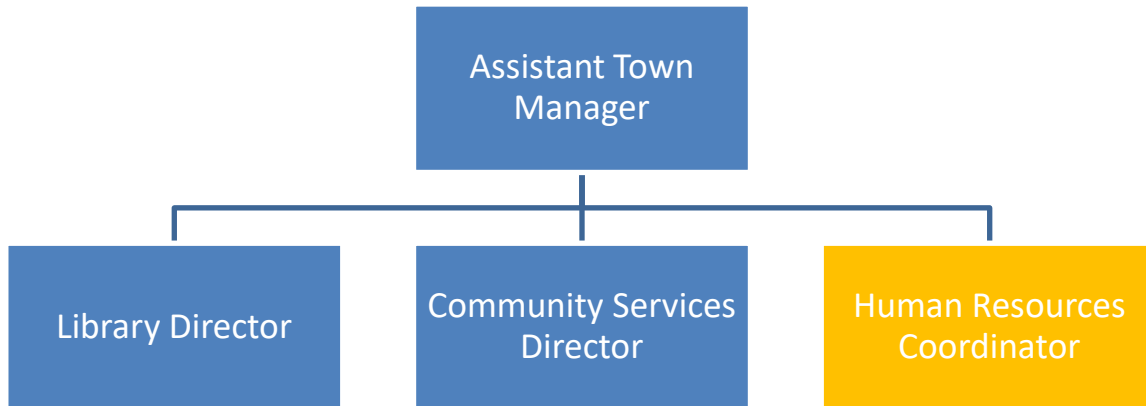 Assistant Town
Manager
Library Director
Community Services
Director
Human Resources
Coordinator